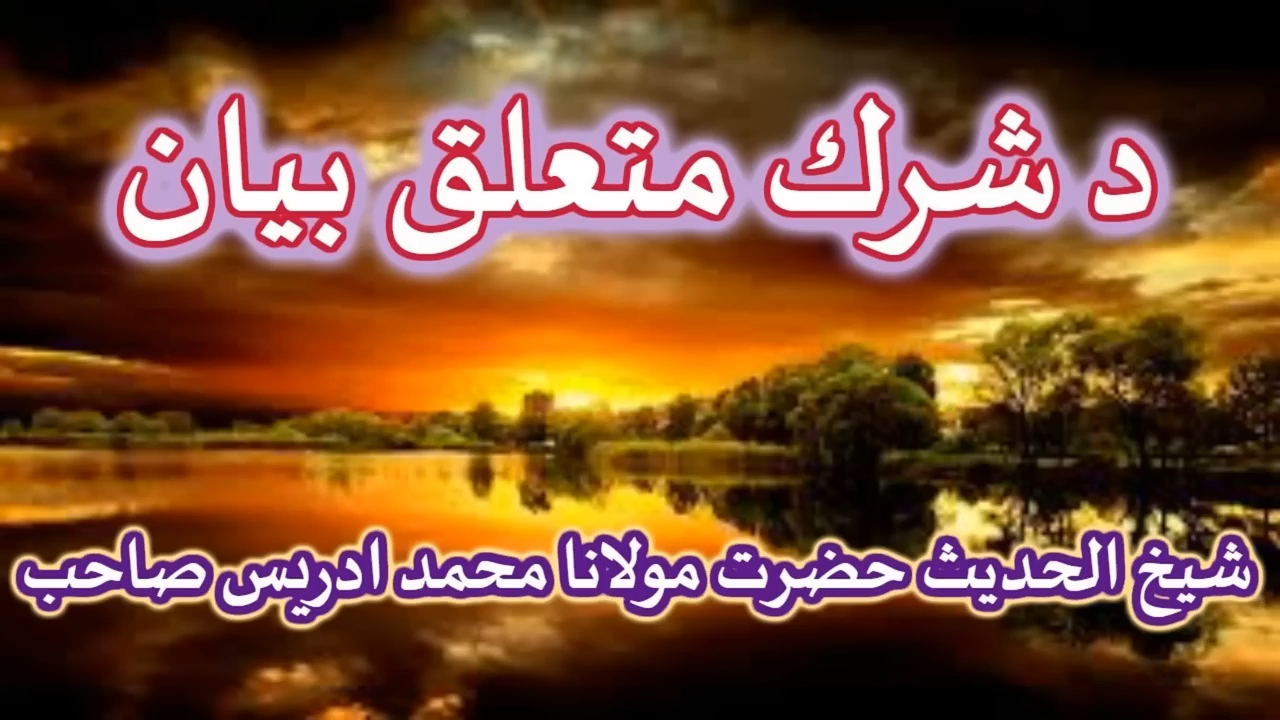 د شرك متعلق بيان
شيخ الحديث حضرت مولانا محمد ادريس صاحب